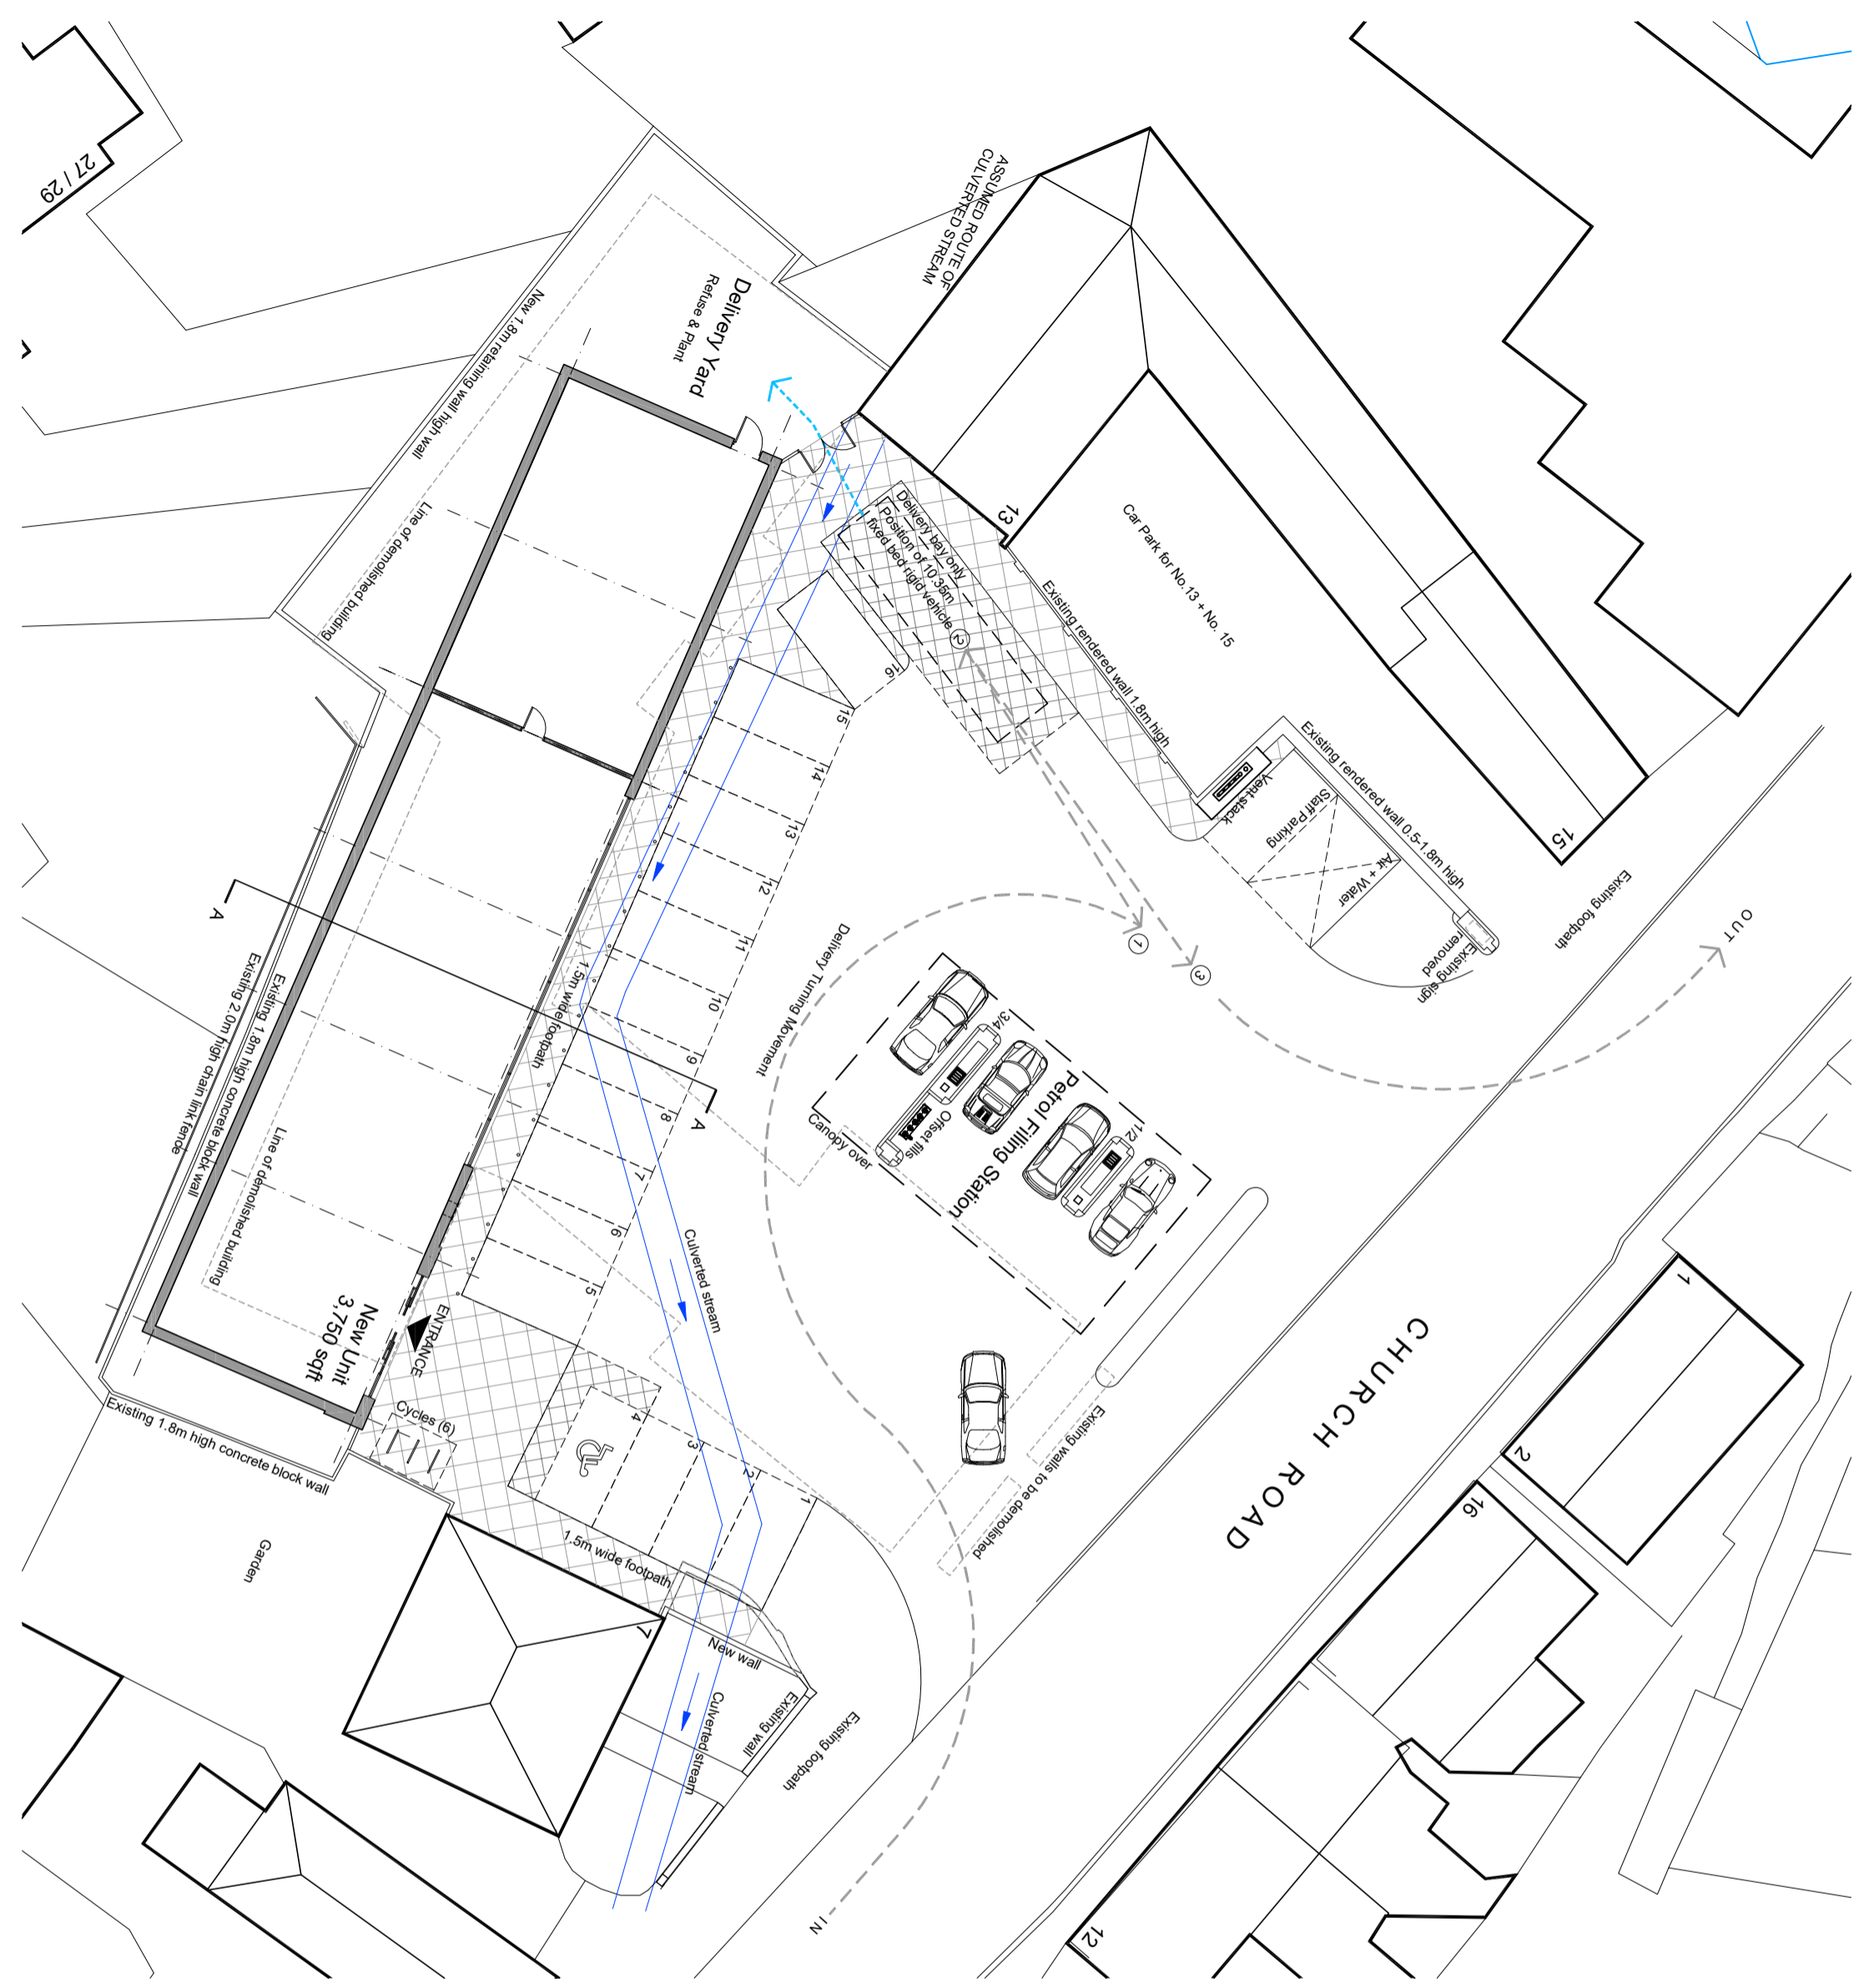 27 / 29
ASSUMED ROUTE OF
CULVERTED STREAM
Delivery Yard
Refuse & Plant
New 1.8m retaining wall high wall
Line of demolished building
13
Car Park for No.13 + No. 15
Delivery bay only
Position of 10.35m
fixed bed rigid vehicle
2
Existing rendered wall 1.8m high
Existing rendered wall 0.5-1.8m high
Vent stack
Staff Parking
Air + Water
Existing sign
removed
15
Existing footpath
OUT
16
15
14
13
12
11
10
9
8
7
6
5
1
3
Delivery Turning Movement
1.5m wide footpath
A
A
Existing 2.0m high chain link fence
Existing 1.8m high concrete block wall
Line of demolished building
3/4
Offset fills
Petrol Filling Station
1/2
Canopy over
Culverted stream
New Unit
3,750 sqft
ENTRANCE
Cycles (6)
Existing 1.8m high concrete block wall
4
3
2
1
1.5m wide footpath
Existing walls to be demolished
CHURCH ROAD
1
2
16
12
Garden
7
New wall
Existing wall
Culverted stream
Existing footpath
IN